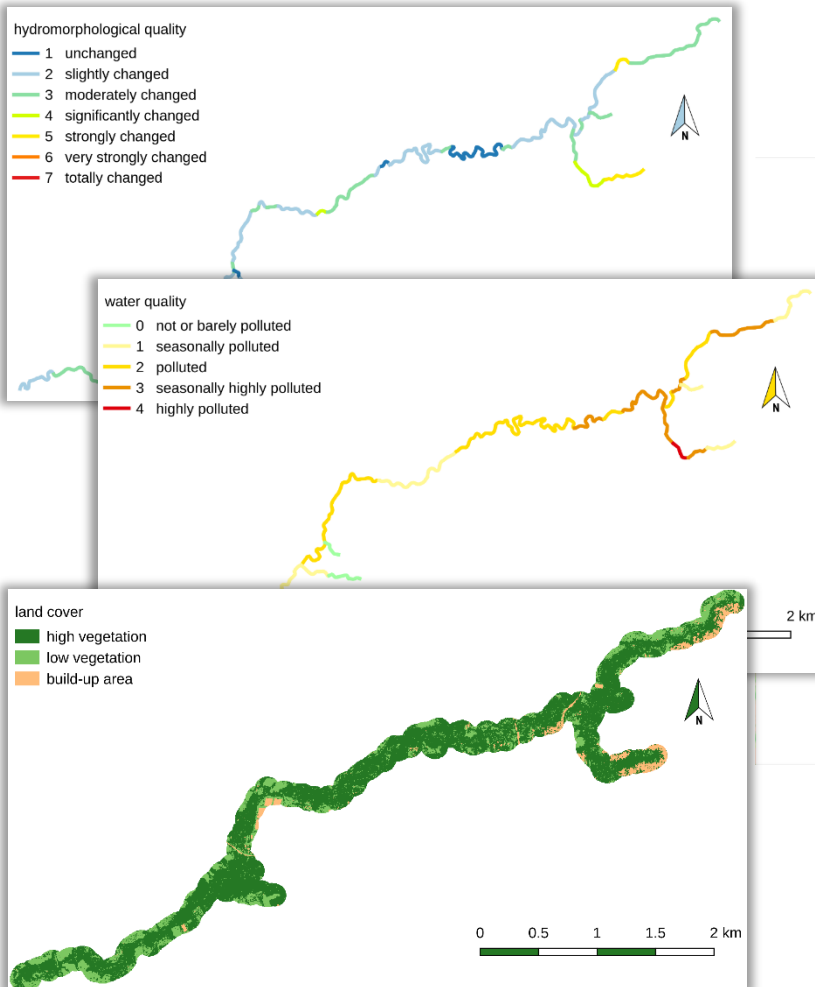 hydromorphological quality
1 unchanged
2 slightly changed
3 moderately changed
4 significantly changed
5 strongly changed
6 very strongly changed
7 totally changed
N
water quality
0 not or barely polluted
1 seasonally polluted
2 polluted
3 seasonally highly polluted
4 highly polluted
N
2 km
land cover
high vegetation
low vegetation
build-up area
N
0 0.5 1 1.5 2 km